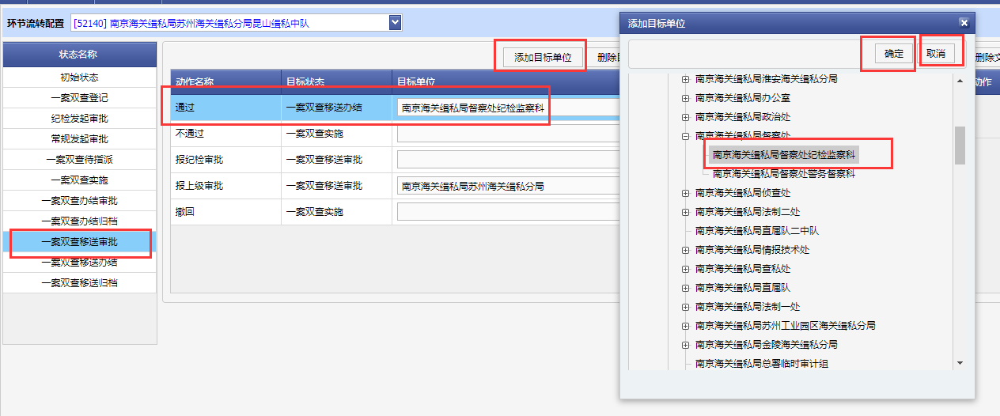 环节流转配置 [52140] 南京海关缉私局苏州海关缉私分局昆山缉私中队
状态名称
初始状态
一案双查登记
纪检发起审批
常规发起审批
一案双查待指派
一案双查实施
一案双查办结审批
一案双查办结归档
一案双查移送审批
一案双查移送办结
一案双查移送归档
添加目标单位 删除目
动作名称 目标状态 目标单位
通过 一案双查移送办结 南京海关缉私局督察处纪检监察科
不通过 一案双查实施
报纪检审批 一案双查移送审批
报上级审批 一案双查移送审批 南京海关缉私局苏州海关缉私分局
撤回 一案双查实施
添加目标单位
确定 取消
南京海关缉私局淮安海关缉私分局
南京海关缉私局办公室
南京海关缉私局政治处
南京海关缉私局督察处
南京海关缉私局督察处纪检监察科
南京海关缉私局督察处警务督察科
南京海关缉私局侦查处
南京海关缉私局法制二处
南京海关缉私局直属队二中队
南京海关缉私局情报技术处
南京海关缉私局查私处
南京海关缉私局直属队
南京海关缉私局法制一处
南京海关缉私局苏州工业园区海关缉私分局
南京海关缉私局金陵海关缉私分局
南京海关缉私局总署临时审计组
删除文
动作